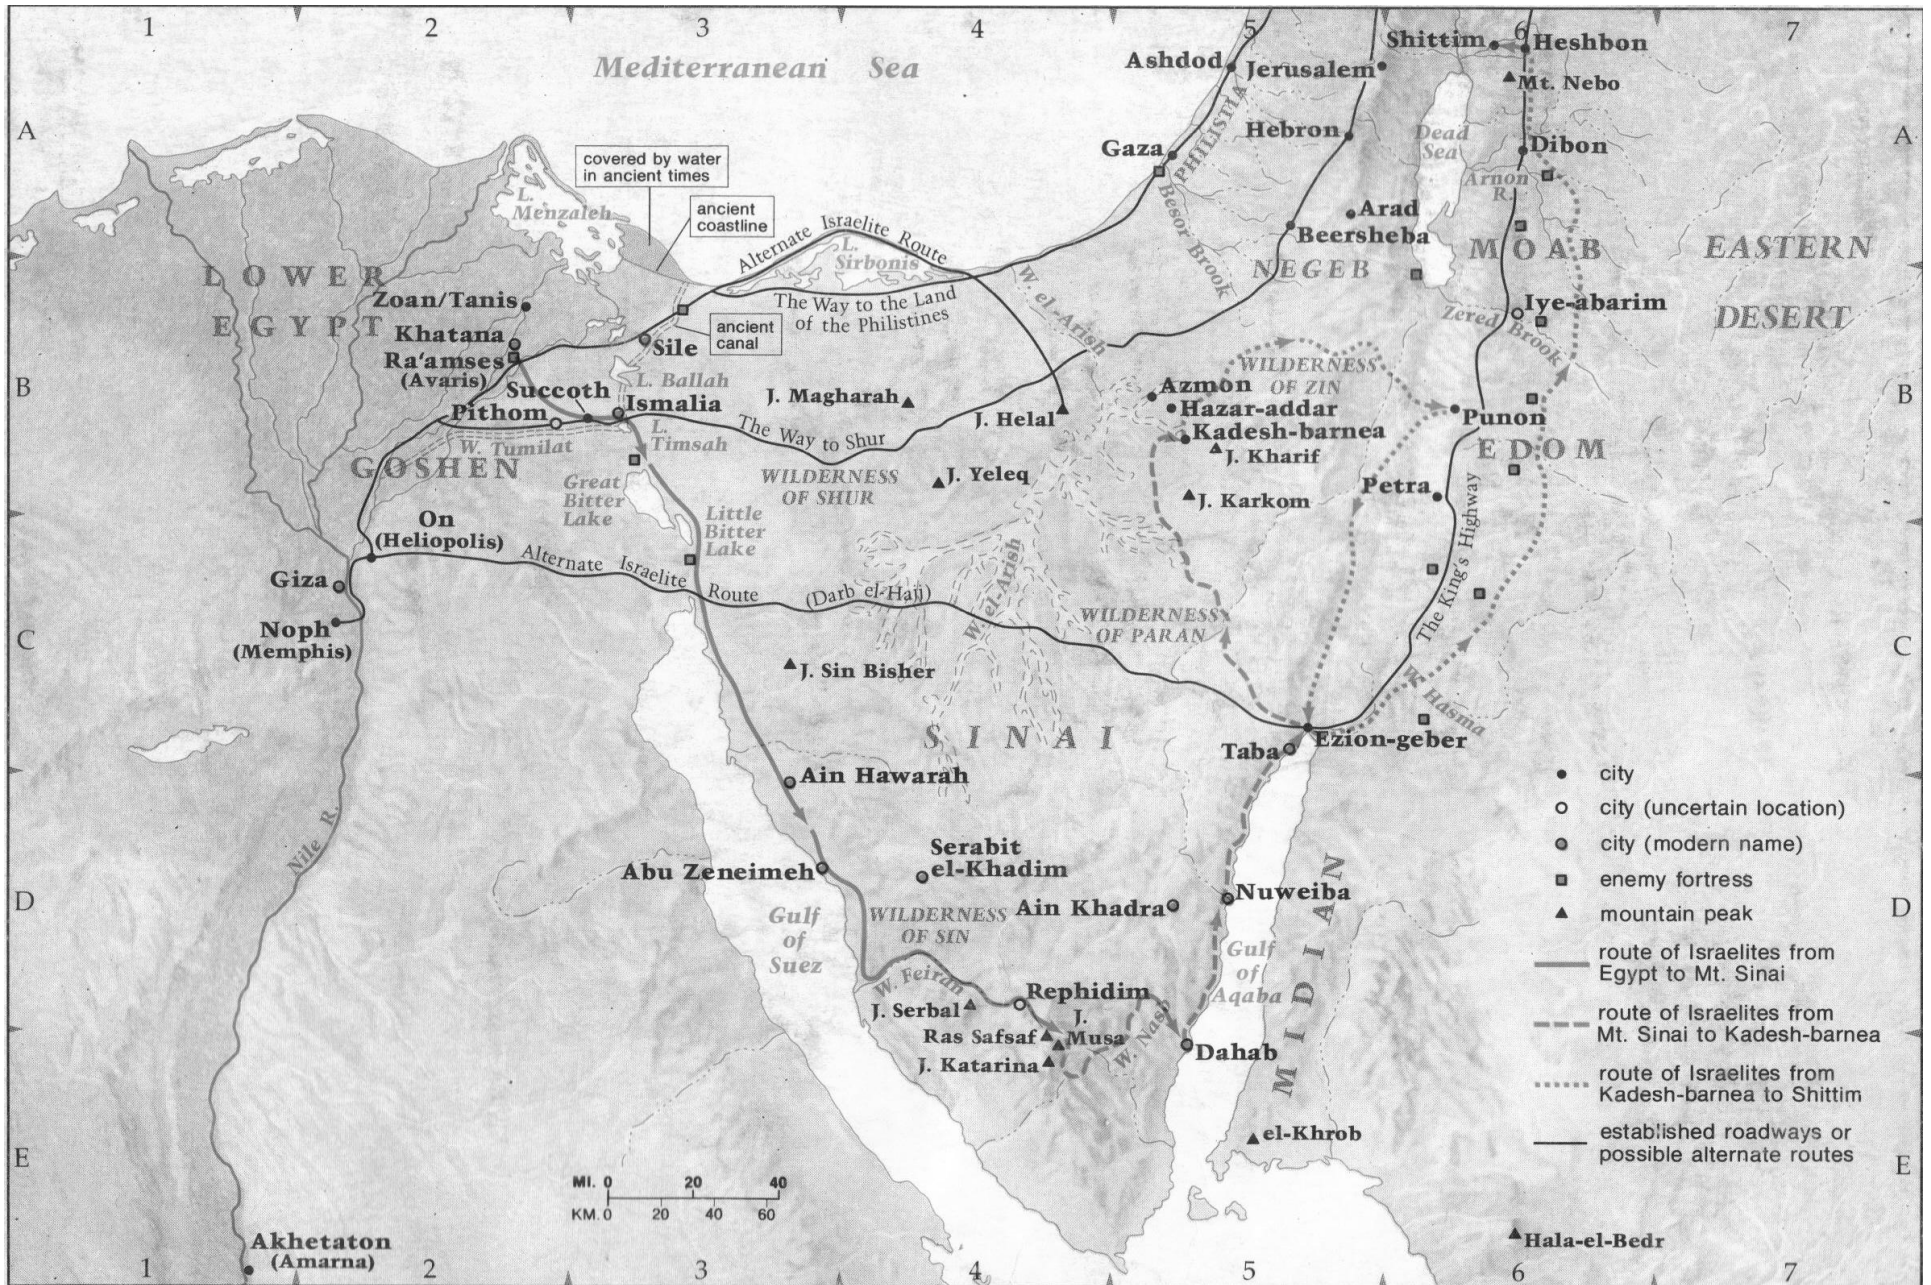 1 2 3 4 5 6 7
Mediterranean Sea
Ashdod
Jerusalem
Shittim
Heshbon
Mt. Nebo
A
A
PHILISTIA
Hebron
Dead
Sea
Dibon
Gaza
Arnon
R.
covered by water
in ancient times
L.
Menzaleh
ancient
coastline
Alternate Israelite Route
L.
Sirbonis
Besor Brook
Arad
Beersheba
NEGEB
MOAB
EASTERN
DESERT
LOWER
EGYPT
Zoan/Tanis
Khatana
Ra'amses
(Avaris)
The Way to the Land
of the Philistines
ancient
canal
Sile
W. el-Arish
Iye-abarim
Zered Brook
B
B
L. Ballah
Succoth
Ismalia
Pithom
L.
Timsah
W. Tumilat
GOSHEN
J. Magharah
J. Helal
The Way to Shur
WILDERNESS
OF ZIN
Azmon
Hazar-addar
Kadesh-barnea
J. Kharif
J. Karkom
Punon
EDOM
Petra
WILDERNESS
OF SHUR
J. Yeleq
Great
Bitter
Lake
Little
Bitter
Lake
On
(Heliopolis)
Alternate Israelite Route (Darb el-Hajj)
Giza
Noph
(Memphis)
W. el-Arish
WILDERNESS
OF PARAN
The King's Highway
C
C
J. Sin Bisher
W. Hasma
SINAI
Taba
Ezion-geber
Ain Hawarah
Nile R.
Abu Zeneimeh
Serabit
el-Khadim
Ain Khadra
Nuweiba
D
D
Gulf
of
Suez
WILDERNESS
OF SIN
Gulf
of
Aqaba
MIDIAN
W. Feiran
Rephidim
J. Serbal
Ras Safsaf
J.
Musa
J. Katarina
W. Nasb
Dahab
el-Khrob
E
E
Hala-el-Bedr
Akhetaton
(Amarna)
MI. 0 20 40
KM. 0 20 40 60
city
city (uncertain location)
city (modern name)
enemy fortress
mountain peak
route of Israelites from
Egypt to Mt. Sinai
route of Israelites from
Mt. Sinai to Kadesh-barnea
route of Israelites from
Kadesh-barnea to Shittim
established roadways or
possible alternate routes
1 2 3 4 5 6 7